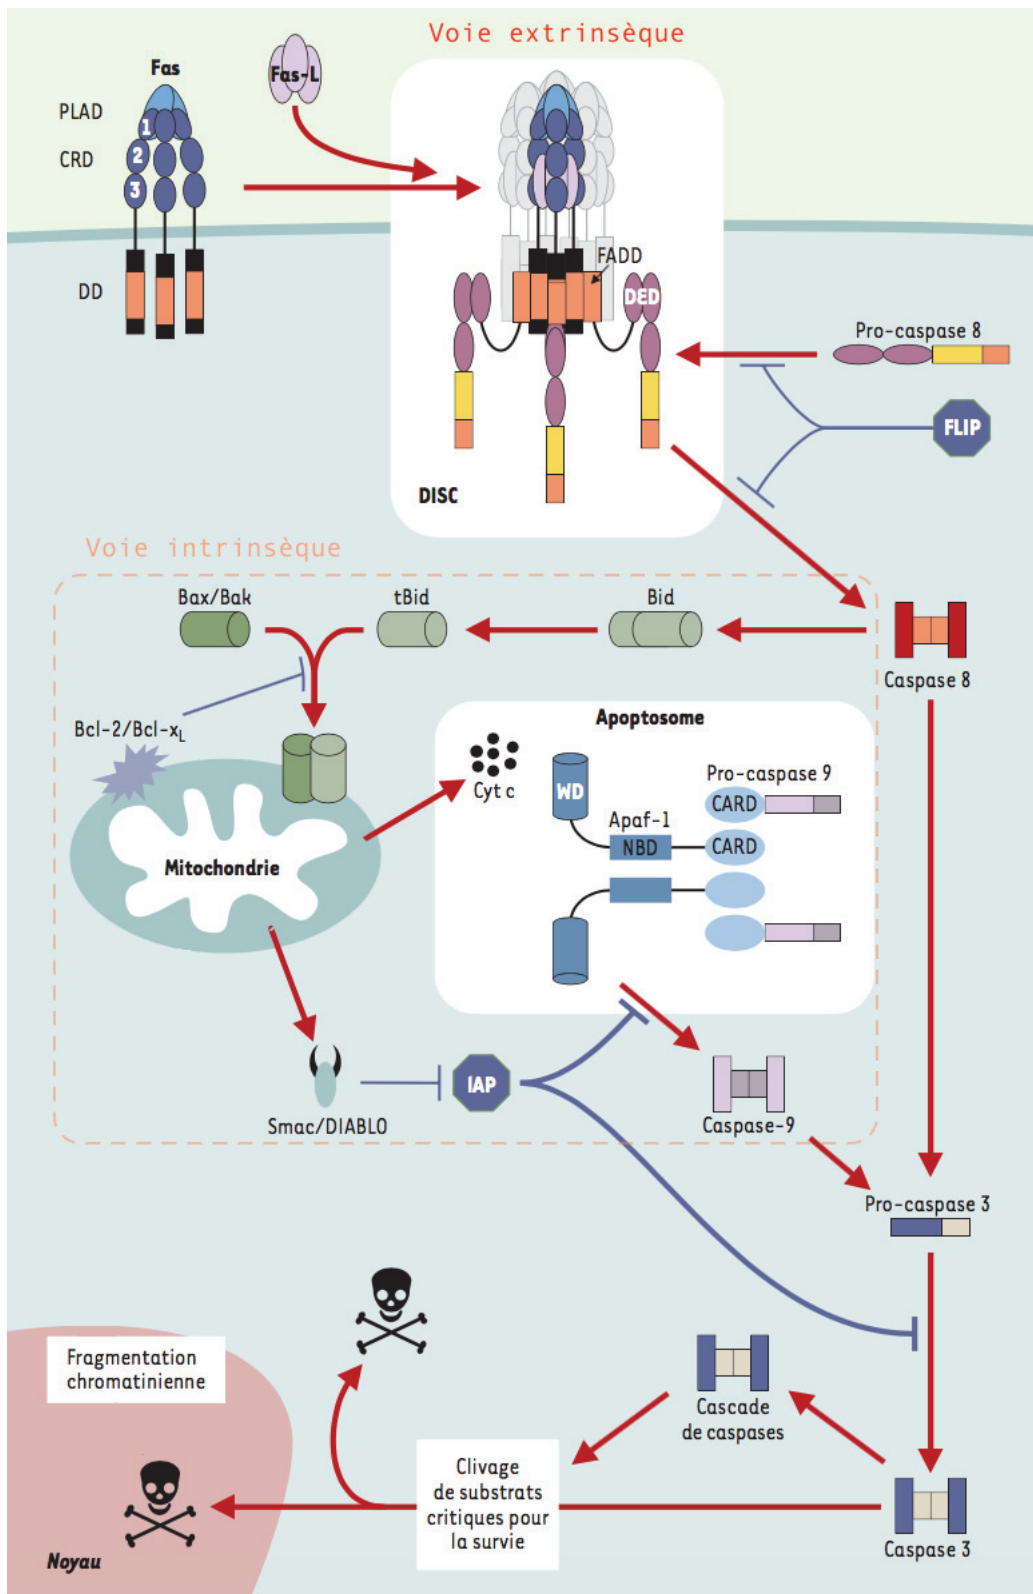 Voie extrinsèque
Fas
Fas-L
PLAD
1
CRD
2
3
FADD
DD
DED
Pro-caspase 8
FLIP
DISC
Voie intrinsèque
Bax/Bak
tBid
Bid
Caspase 8
Bcl-2/Bcl-xL
Apoptosome
Cyt c
WD
Pro-caspase 9
CARD
Apaf-1
NBD
CARD
Mitochondrie
IAP
Smac/DIABLO
Caspase-9
Pro-caspase 3
Fragmentation
chromatinienne
Cascade
de caspases
Clivage
de substrats
critiques pour
la survie
Noyau
Caspase 3